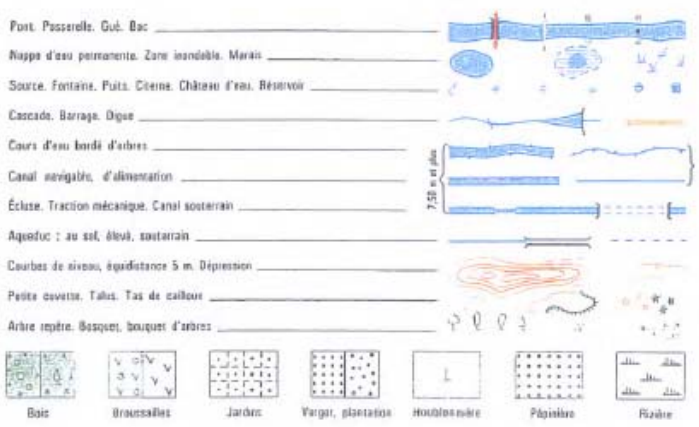 Pont. Passerelle. Gué. Bac
Nappe d'eau permanente. Zone inondable. Marais
Source. Fontaine. Puits. Citerne. Château d'eau. Réservoir
Cascade. Barrage. Digue
Cours d'eau bordé d'arbres
Canal navigable, d'alimentation
7,50 m et plus
Écluse. Traction mécanique. Canal souterrain
Aqueduc : au sol, élevé, souterrain
Courbes de niveau, équidistance 5 m. Dépression
Petite cuvette. Talus. Tas de cailloux
Arbre repère. Bosquet, bouquet d'arbres
Bois Broussailles Jardins Verger, plantation Houblonnière Pépinière Rizière